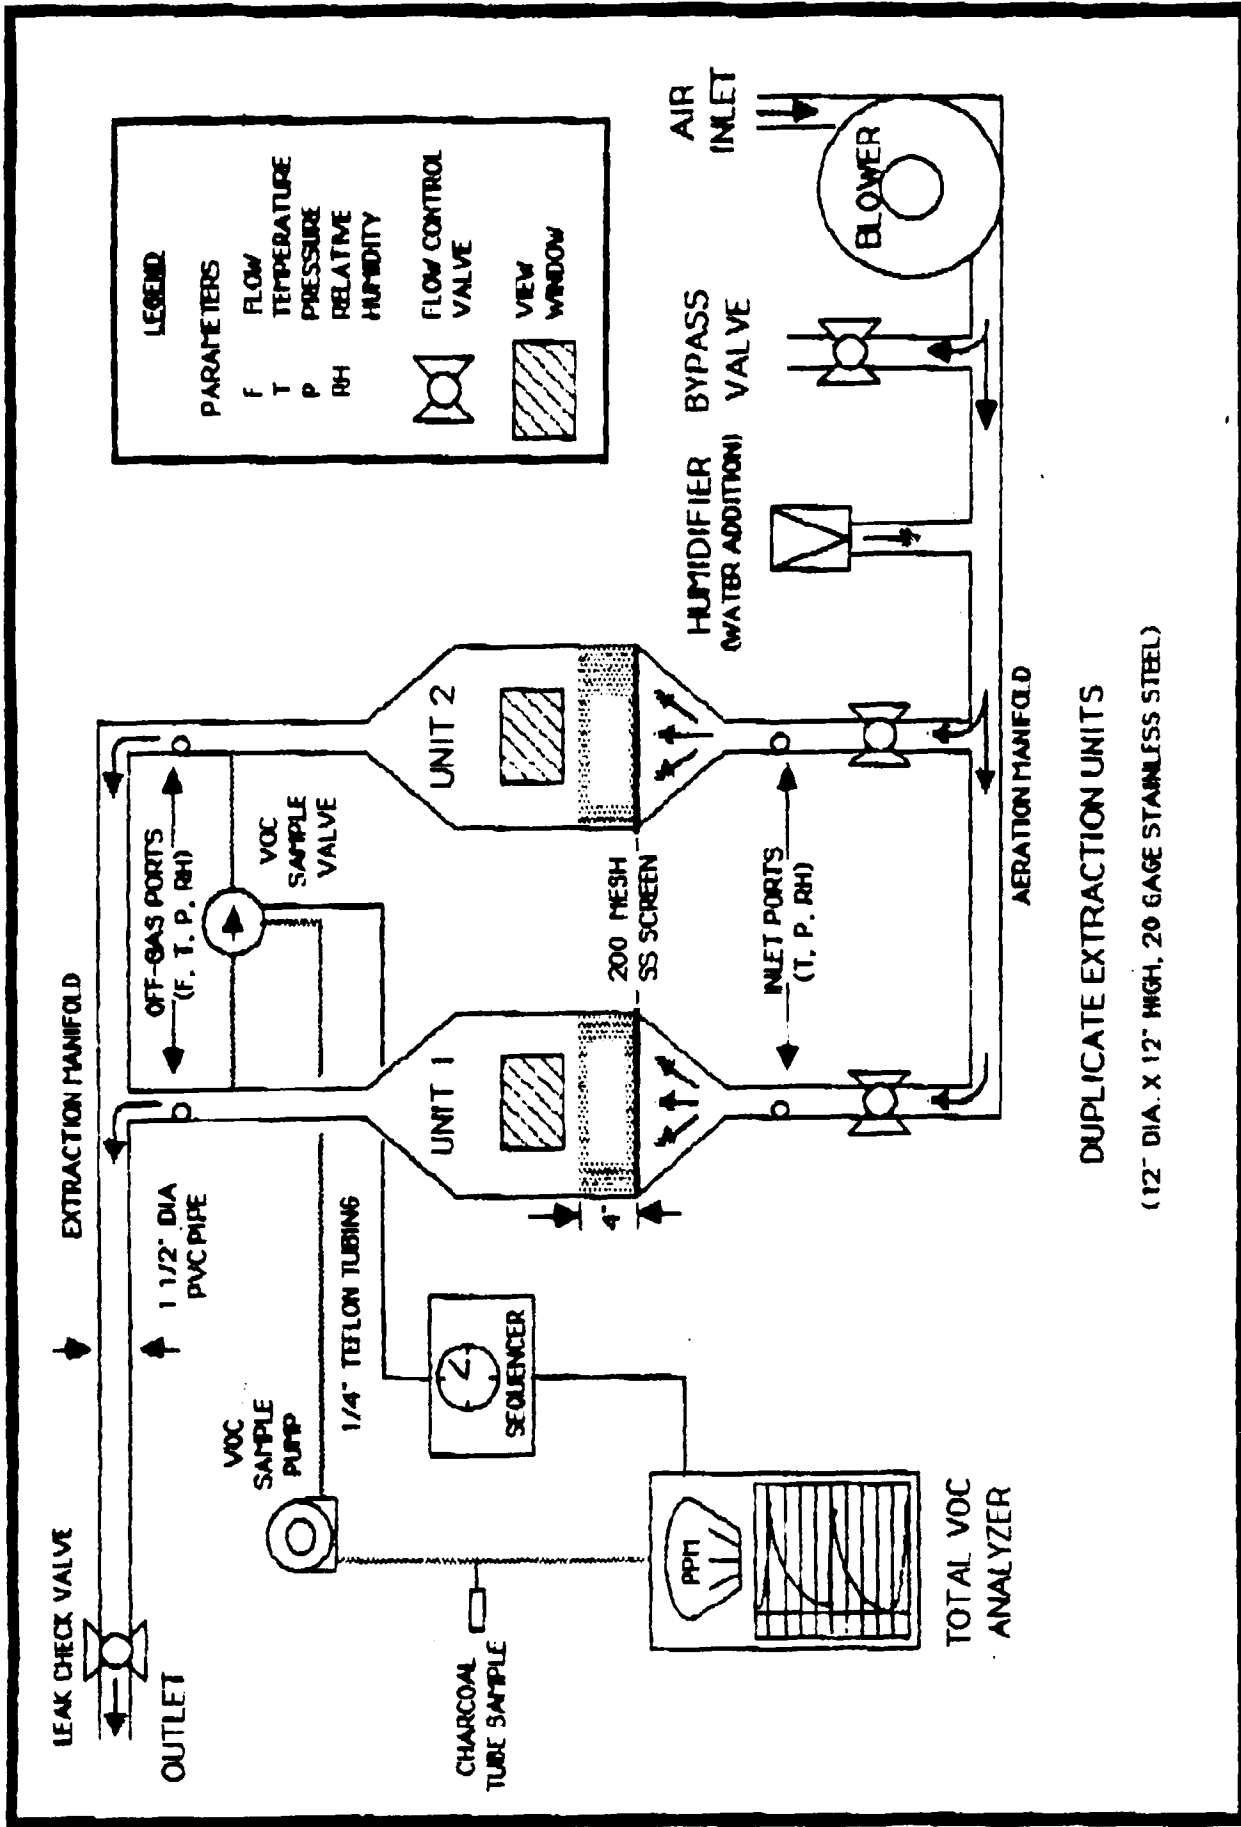 LEAK CHECK VALVE
OUTLET
EXTRACTION MANIFOLD
1 1/2" DIA
PVC PIPE
OFF-GAS PORTS
(F, T, P, RH)
VOC
SAMPLE
VALVE
VOC
SAMPLE
PUMP
1/4" TEFLON TUBING
CHARCOAL
TUBE SAMPLE
SEQUENCER
PPM
TOTAL VOC
ANALYZER
UNIT 1
4"
UNIT 2
200 MESH
SS SCREEN
INLET PORTS
(T, P, RH)
LEGEND
PARAMETERS
F FLOW
T TEMPERATURE
P PRESSURE
RH RELATIVE
HUMIDITY
FLOW CONTROL
VALVE
VIEW
WINDOW
HUMIDIFIER
(WATER ADDITION)
BYPASS
VALVE
AIR
INLET
BLOWER
AERATION MANIFOLD
DUPLICATE EXTRACTION UNITS
(12" DIA. X 12" HIGH, 20 GAGE STAINLESS STEEL)